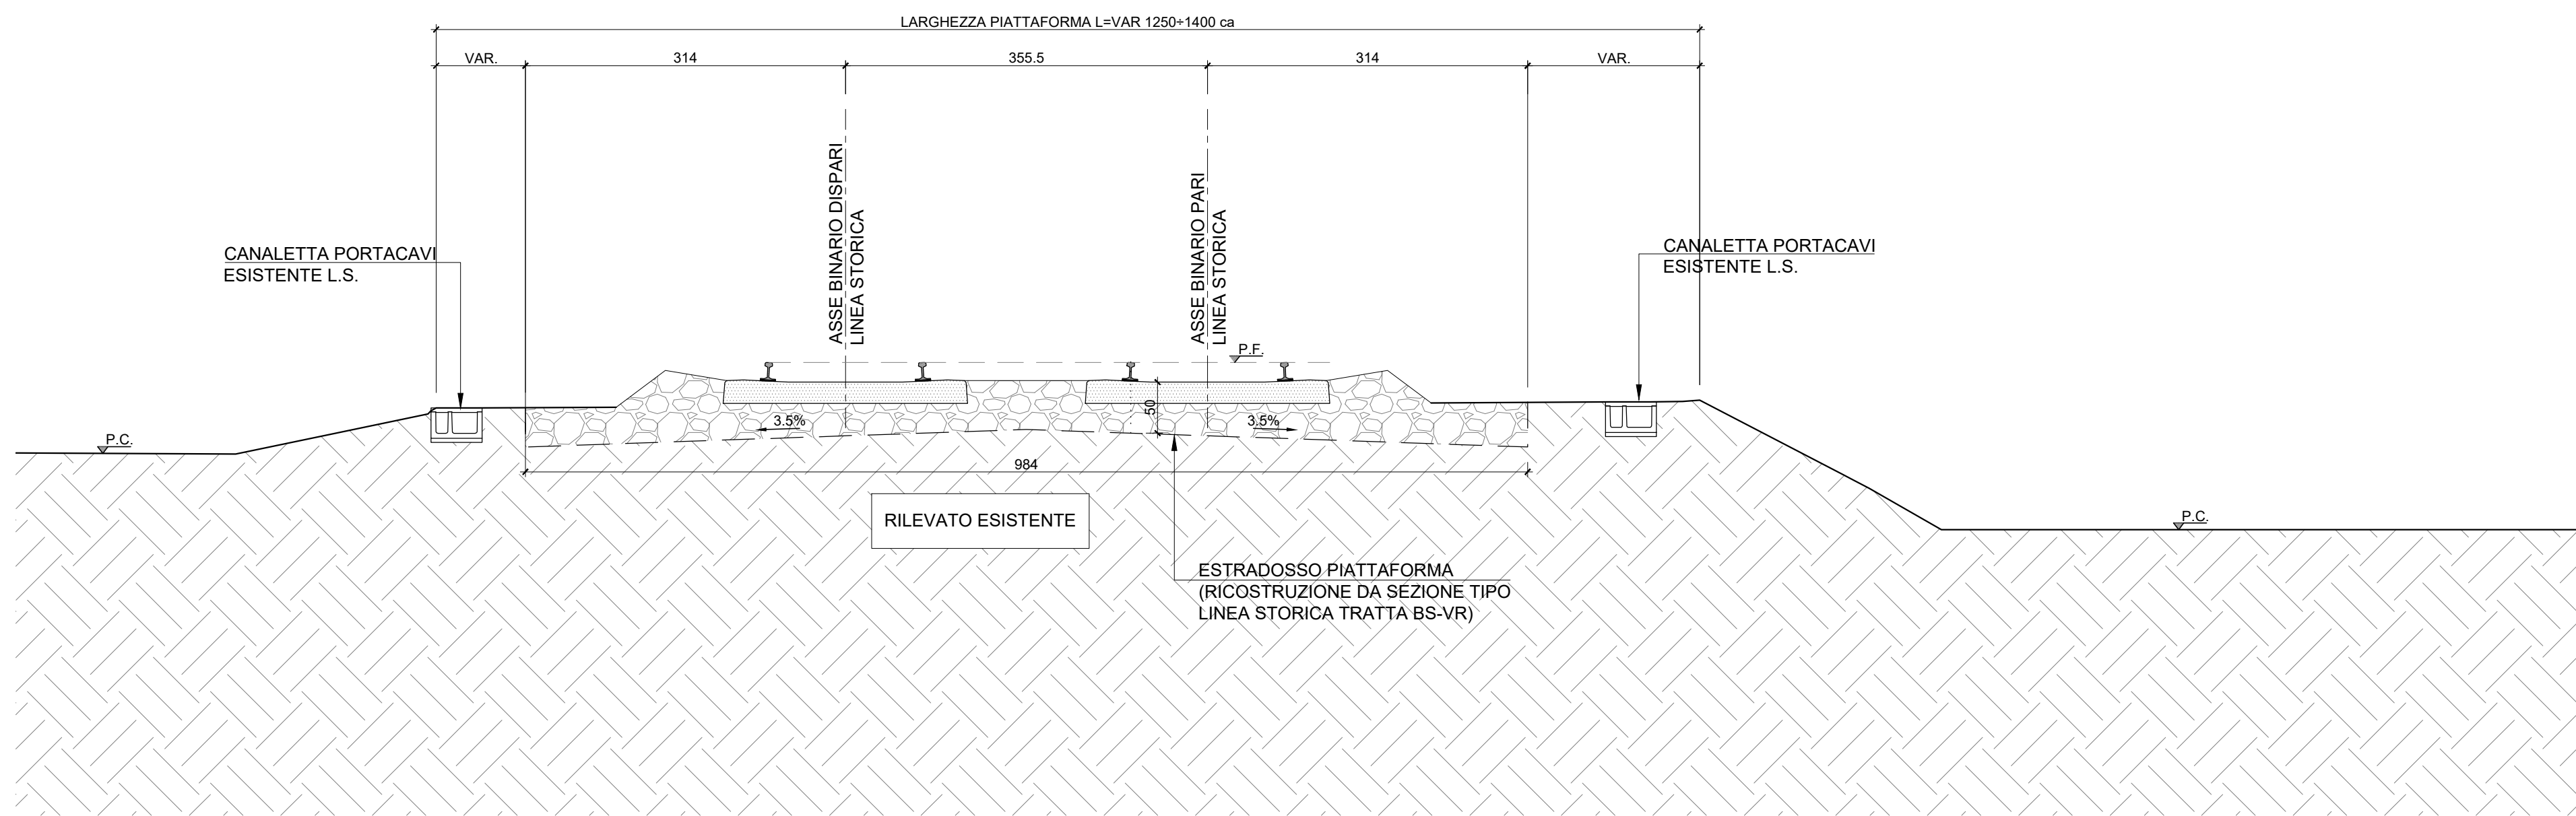 LARGHEZZA PIATTAFORMA L=VAR 1250÷1400 ca
VAR.
314
355.5
314
VAR.
ASSE BINARIO DISPARI
LINEA STORICA
ASSE BINARIO PARI
LINEA STORICA
CANALETTA PORTACAVI
ESISTENTE L.S.
CANALETTA PORTACAVI
ESISTENTE L.S.
P.F.
50
3.5%
3.5%
P.C.
984
RILEVATO ESISTENTE
P.C.
ESTRADOSSO PIATTAFORMA
(RICOSTRUZIONE DA SEZIONE TIPO
LINEA STORICA TRATTA BS-VR)